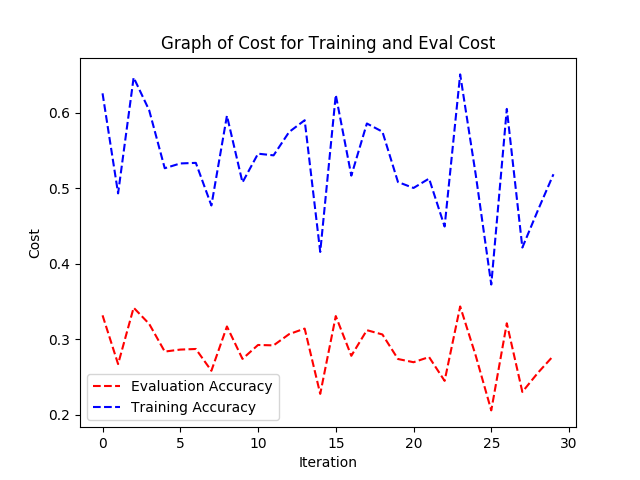 Graph of Cost for Training and Eval Cost
Cost
0.6
0.5
0.4
0.3
0.2
Evaluation Accuracy
Training Accuracy
0 5 10 15 20 25 30
Iteration